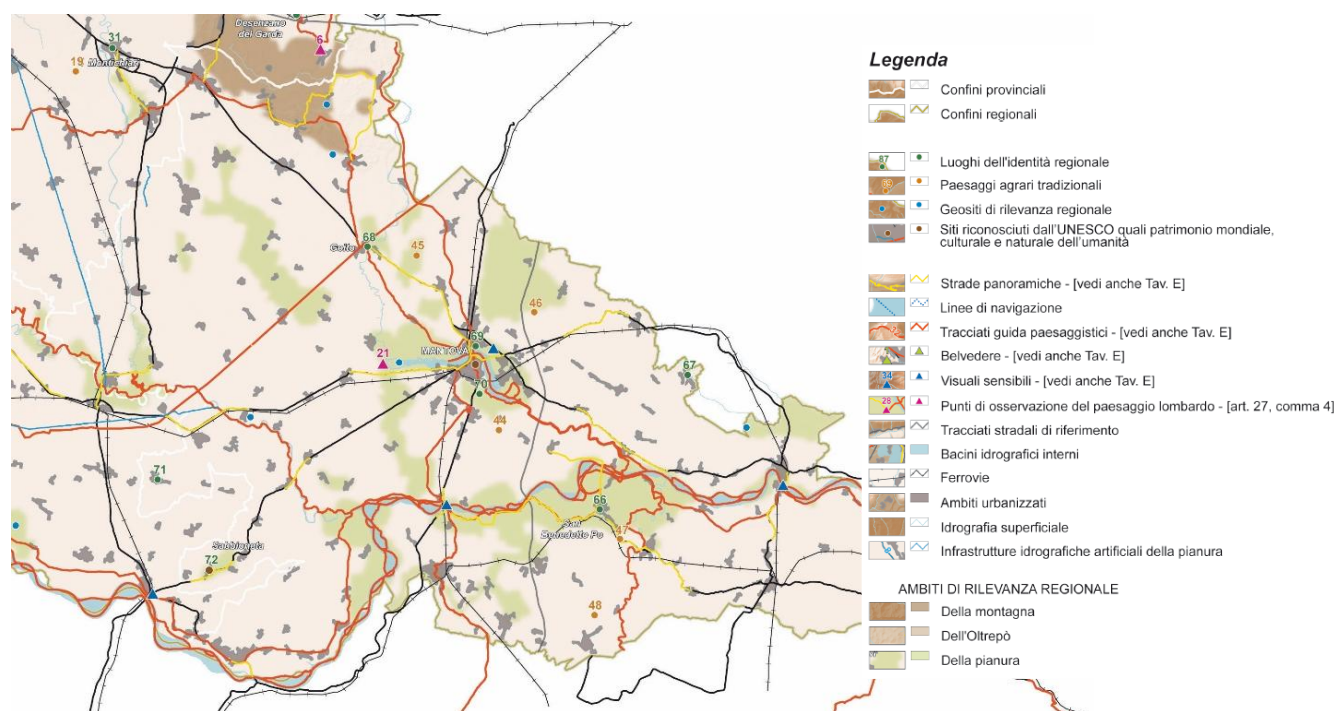 Desenzano
del Garda
6
31
Montichiari
19
68
Goito
45
46
69
MANTOVA
21
70
67
44
71
66
San
Benedetto Po
47
Sabbioneta
72
48
Legenda
Confini provinciali
Confini regionali
87
Luoghi dell'identità regionale
69
Paesaggi agrari tradizionali
Geositi di rilevanza regionale
Siti riconosciuti dall'UNESCO quali patrimonio mondiale,
culturale e naturale dell'umanità
Strade panoramiche - [vedi anche Tav. E]
Linee di navigazione
Tracciati guida paesaggistici - [vedi anche Tav. E]
Belvedere - [vedi anche Tav. E]
34
Visuali sensibili - [vedi anche Tav. E]
28
Punti di osservazione del paesaggio lombardo - [art. 27, comma 4]
Tracciati stradali di riferimento
Bacini idrografici interni
Ferrovie
Ambiti urbanizzati
Idrografia superficiale
Infrastrutture idrografiche artificiali della pianura
AMBITI DI RILEVANZA REGIONALE
Della montagna
Dell'Oltrepò
Della pianura